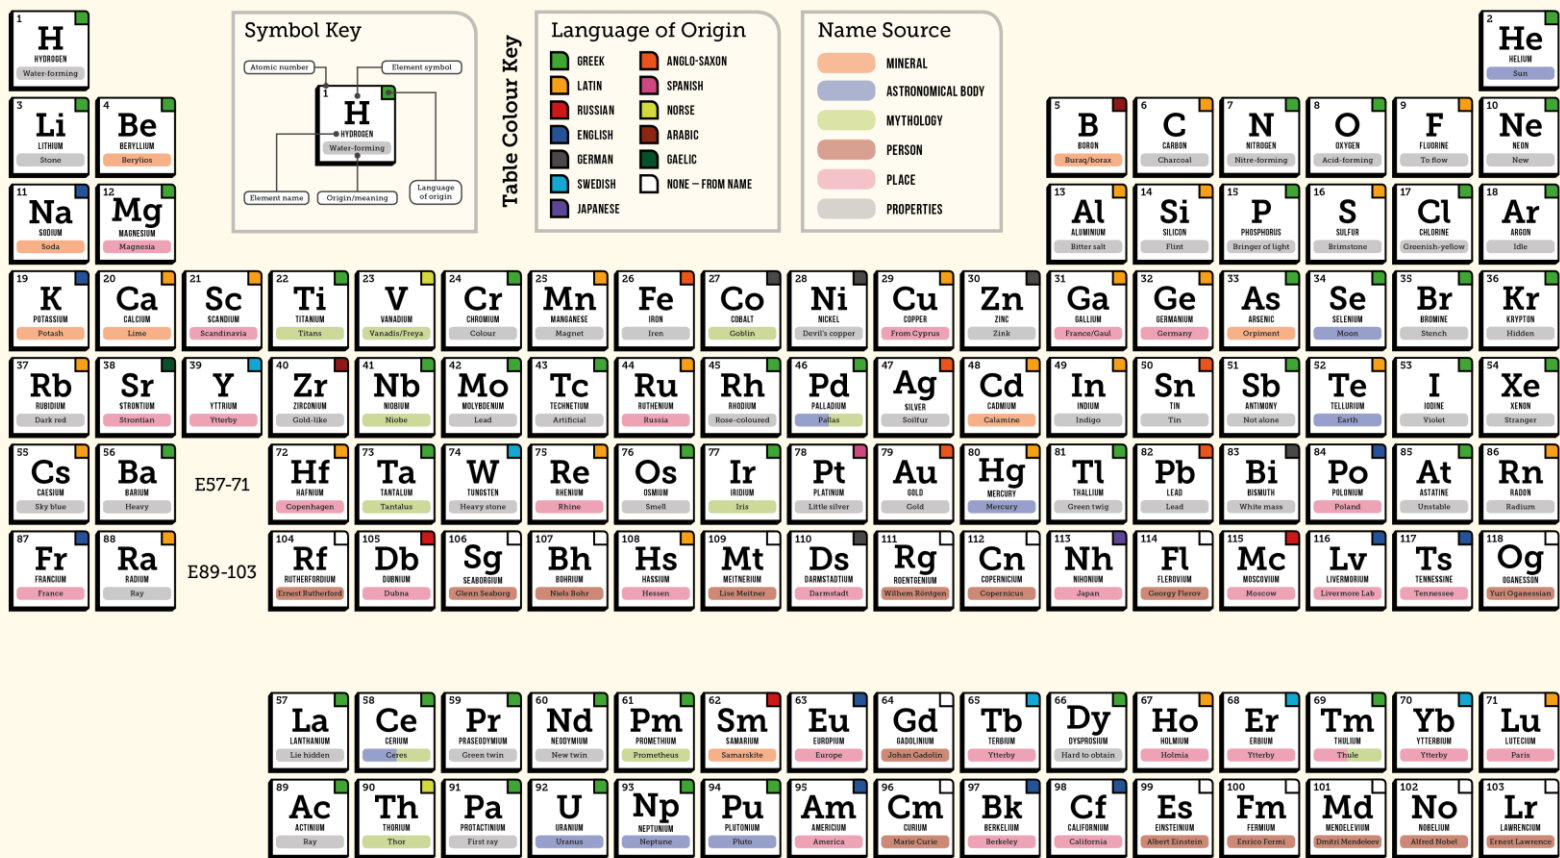 1
H
HYDROGEN
Water-forming
Symbol Key
Atomic number
Element symbol
1
H
HYDROGEN
Water-forming
Element name
Origin/meaning
Language
of origin
Table Colour Key
Language of Origin
GREEK
LATIN
RUSSIAN
ENGLISH
GERMAN
SWEDISH
JAPANESE
ANGLO-SAXON
SPANISH
NORSE
ARABIC
GAELIC
NONE – FROM NAME
Name Source
MINERAL
ASTRONOMICAL BODY
MYTHOLOGY
PERSON
PLACE
PROPERTIES
2
He
HELIUM
Sun
3
Li
LITHIUM
Stone
4
Be
BERYLLIUM
Berylios
5
B
BORON
Buraq/borax
6
C
CARBON
Charcoal
7
N
NITROGEN
Nitre-forming
8
O
OXYGEN
Acid-forming
9
F
FLUORINE
To flow
10
Ne
NEON
New
11
Na
SODIUM
Soda
12
Mg
MAGNESIUM
Magnesia
13
Al
ALUMINIUM
Bitter salt
14
Si
SILICON
Flint
15
P
PHOSPHORUS
Bringer of light
16
S
SULFUR
Brimstone
17
Cl
CHLORINE
Greenish-yellow
18
Ar
ARGON
Idle
19
K
POTASSIUM
Potash
20
Ca
CALCIUM
Lime
21
Sc
SCANDIUM
Scandinavia
22
Ti
TITANIUM
Titans
23
V
VANADIUM
Vanadis/Freya
24
Cr
CHROMIUM
Colour
25
Mn
MANGANESE
Magnet
26
Fe
IRON
Iren
27
Co
COBALT
Goblin
28
Ni
NICKEL
Devil's copper
29
Cu
COPPER
From Cyprus
30
Zn
ZINC
Zink
31
Ga
GALLIUM
France/Gaul
32
Ge
GERMANIUM
Germany
33
As
ARSENIC
Orpiment
34
Se
SELENIUM
Moon
35
Br
BROMINE
Stench
36
Kr
KRYPTON
Hidden
37
Rb
RUBIDIUM
Dark red
38
Sr
STRONTIUM
Strontian
39
Y
YTTRIUM
Ytterby
40
Zr
ZIRCONIUM
Gold-like
41
Nb
NIOBIUM
Niobe
42
Mo
MOLYBDENUM
Lead
43
Tc
TECHNETIUM
Artificial
44
Ru
RUTHENIUM
Russia
45
Rh
RHODIUM
Rose-coloured
46
Pd
PALLADIUM
Pallas
47
Ag
SILVER
Soilfur
48
Cd
CADMIUM
Calamine
49
In
INDIUM
Indigo
50
Sn
TIN
Tin
51
Sb
ANTIMONY
Not alone
52
Te
TELLURIUM
Earth
53
I
IODINE
Violet
54
Xe
XENON
Stranger
55
Cs
CAESIUM
Sky blue
56
Ba
BARIUM
Heavy
E57-71
72
Hf
HAFNIUM
Copenhagen
73
Ta
TANTALUM
Tantalus
74
W
TUNGSTEN
Heavy stone
75
Re
RHENIUM
Rhine
76
Os
OSMIUM
Smell
77
Ir
IRIDIUM
Iris
78
Pt
PLATINUM
Little silver
79
Au
GOLD
Gold
80
Hg
MERCURY
Mercury
81
Tl
THALLIUM
Green twig
82
Pb
LEAD
Lead
83
Bi
BISMUTH
White mass
84
Po
POLONIUM
Poland
85
At
ASTATINE
Unstable
86
Rn
RADON
Radium
87
Fr
FRANCIUM
France
88
Ra
RADIUM
Ray
E89-103
104
Rf
RUTHERFORDIUM
Ernest Rutherford
105
Db
DUBNIUM
Dubna
106
Sg
SEABORGIUM
Glenn Seaborg
107
Bh
BOHRIUM
Niels Bohr
108
Hs
HASSIUM
Hessen
109
Mt
MEITNERIUM
Lise Meitner
110
Ds
DARMSTADTIUM
Darmstadt
111
Rg
ROENTGENIUM
Wilhem Röntgen
112
Cn
COPERNICIUM
Copernicus
113
Nh
NIHONIUM
Japan
114
Fl
FLEROVIUM
Georgy Flerov
115
Mc
MOSCOVIUM
Moscow
116
Lv
LIVERMORIUM
Livermore Lab
117
Ts
TENNESSINE
Tennessee
118
Og
OGANESSON
Yuri Oganessian
57
La
LANTHANIUM
Lie hidden
58
Ce
CERIUM
Ceres
59
Pr
PRASEODYMIUM
Green twin
60
Nd
NEODYMIUM
New twin
61
Pm
PROMETHIUM
Prometheus
62
Sm
SAMARIUM
Samarskite
63
Eu
EUROPIUM
Europe
64
Gd
GADOLINIUM
Johan Gadolin
65
Tb
TERBIUM
Ytterby
66
Dy
DYSPROSIUM
Hard to obtain
67
Ho
HOLMIUM
Holmia
68
Er
ERBIUM
Ytterby
69
Tm
THULIUM
Thule
70
Yb
YTTERBIUM
Ytterby
71
Lu
LUTECIUM
Paris
89
Ac
ACTINIUM
Ray
90
Th
THORIUM
Thor
91
Pa
PROTACTINIUM
First ray
92
U
URANIUM
Uranus
93
Np
NEPTUNIUM
Neptune
94
Pu
PLUTONIUM
Pluto
95
Am
AMERICIUM
America
96
Cm
CURIUM
Marie Curie
97
Bk
BERKELIUM
Berkeley
98
Cf
CALIFORNIUM
California
99
Es
EINSTEINIUM
Albert Einstein
100
Fm
FERMIUM
Enrico Fermi
101
Md
MENDELEVIUM
Dmitri Mendeleev
102
No
NOBELIUM
Alfred Nobel
103
Lr
LAWRENCIUM
Ernest Lawrence